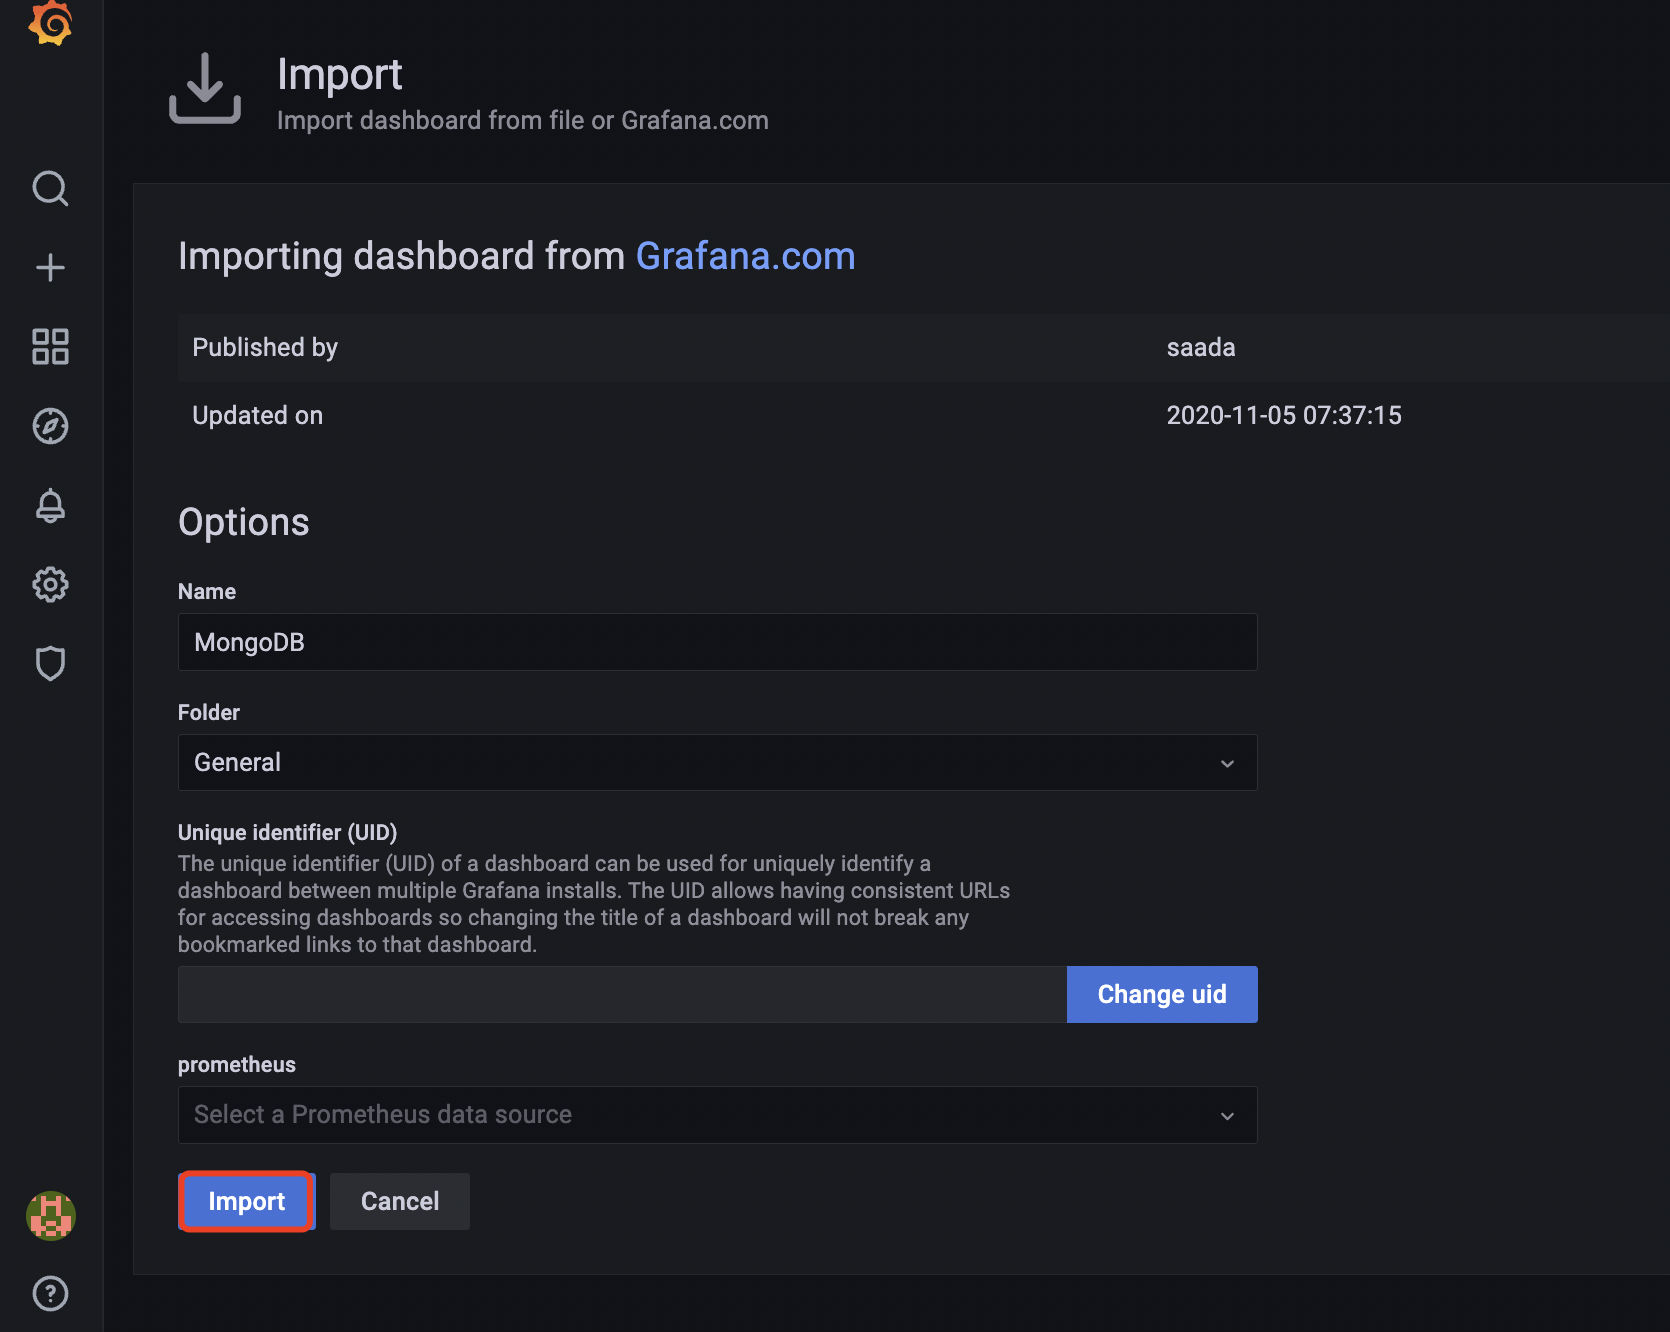 Import
Import dashboard from file or Grafana.com
Importing dashboard from Grafana.com
Published by saada
Updated on 2020-11-05 07:37:15
Options
Name
MongoDB
Folder
General
Unique identifier (UID)
The unique identifier (UID) of a dashboard can be used for uniquely identify a
dashboard between multiple Grafana installs. The UID allows having consistent URLs
for accessing dashboards so changing the title of a dashboard will not break any
bookmarked links to that dashboard.
Change uid
prometheus
Select a Prometheus data source
Import Cancel